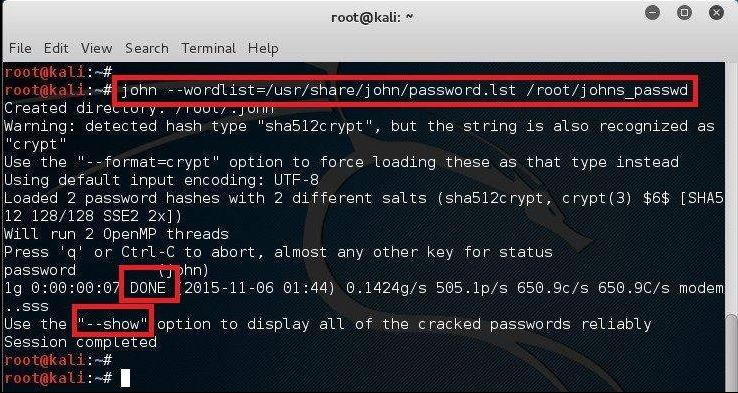 root@kali: ~
File Edit View Search Terminal Help
root@kali:~#
root@kali:~# john --wordlist=/usr/share/john/password.lst /root/johns_passwd
Created directory: /root/.john
Warning: detected hash type "sha512crypt", but the string is also recognized as
"crypt"
Use the "--format=crypt" option to force loading these as that type instead
Using default input encoding: UTF-8
Loaded 2 password hashes with 2 different salts (sha512crypt, crypt(3) $6$ [SHA5
12 128/128 SSE2 2x])
Will run 2 OpenMP threads
Press 'q' or Ctrl-C to abort, almost any other key for status
password (john)
1g 0:00:00:07 DONE (2015-11-06 01:44) 0.1424g/s 505.1p/s 650.9c/s 650.9C/s modem
..sss
Use the "--show" option to display all of the cracked passwords reliably
Session completed
root@kali:~#
root@kali:~#